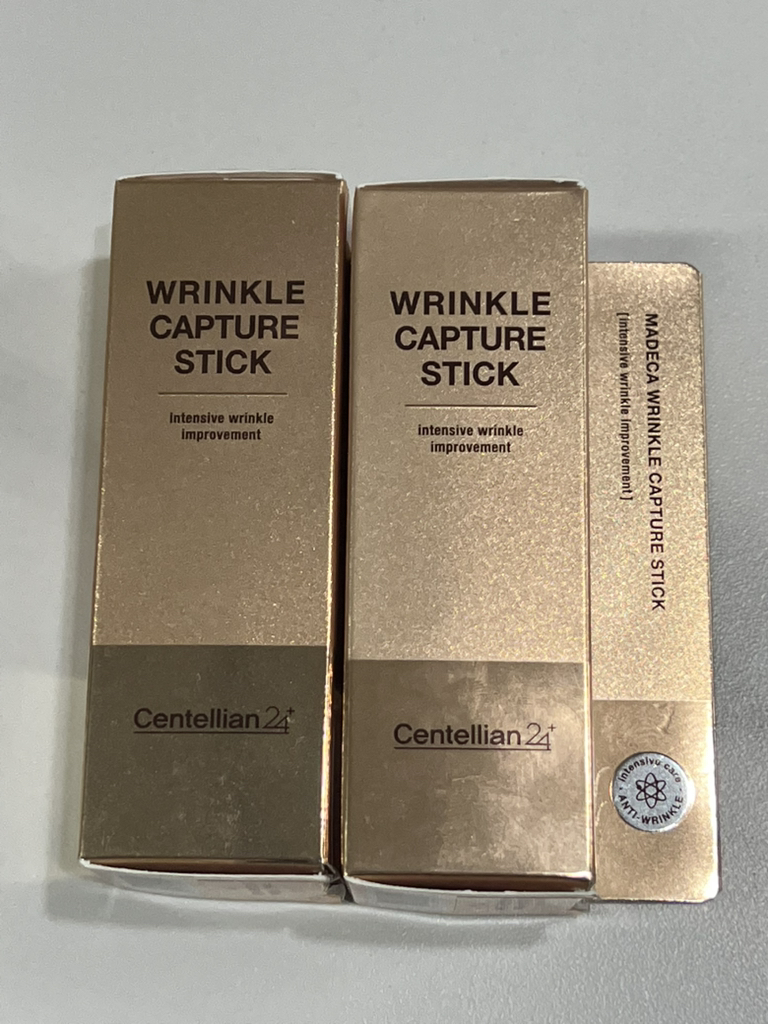 WRINKLE
CAPTURE
STICK
intensive wrinkle
improvement
Centellian24+
WRINKLE
CAPTURE
STICK
intensive wrinkle
improvement
Centellian24+
MADECA WRINKLE CAPTURE STICK
[intensive wrinkle improvement]
intensive care
ANTI-WRINKLE